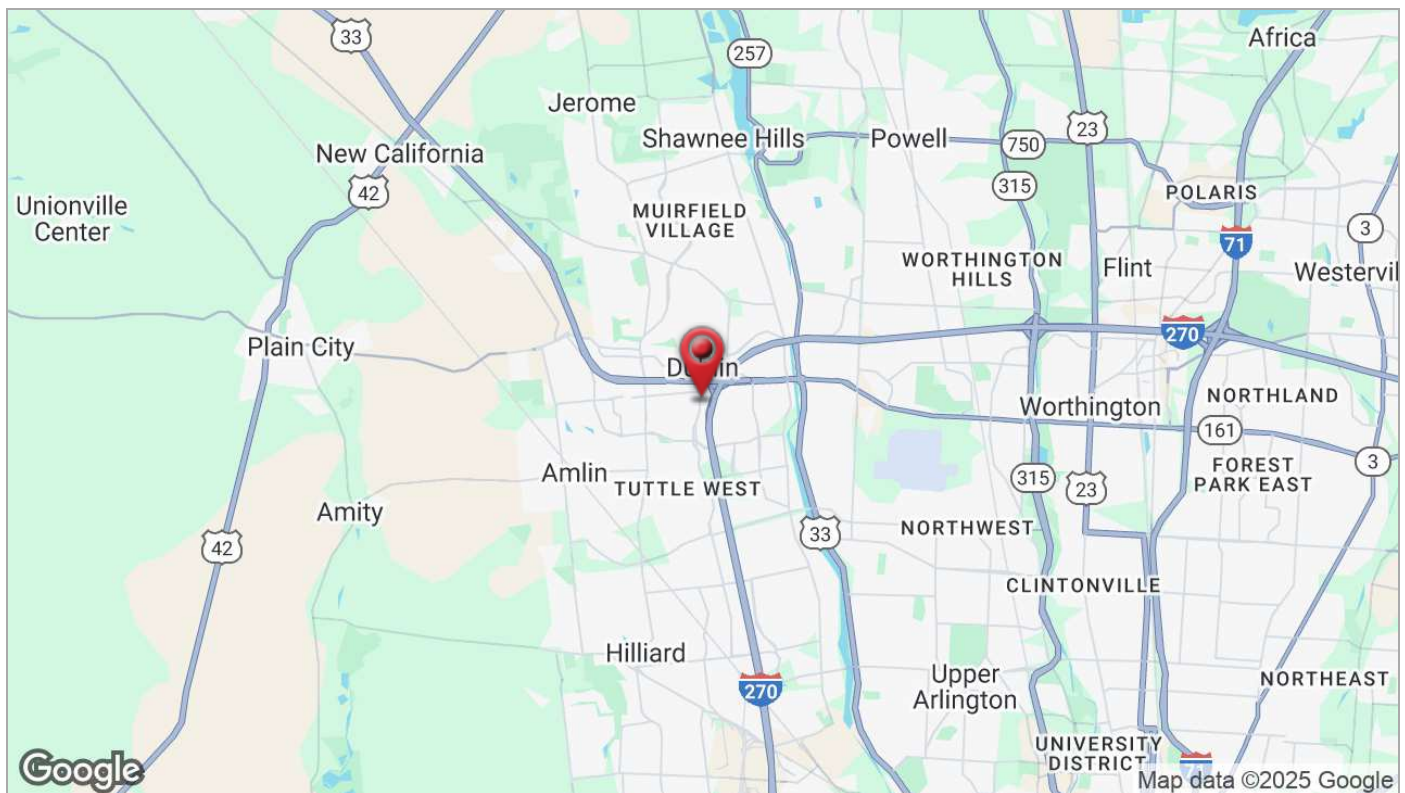 33
257
Africa
Jerome
23
Shawnee Hills
Powell
750
New California
315
42
POLARIS
Unionville
Center
MUIRFIELD
VILLAGE
3
71
WORTHINGTON
HILLS
Flint
Westervil
270
Plain City
NORTHLAND
Worthington
161
3
FOREST
PARK EAST
Amlin
315
23
TUTTLE WEST
Amity
33
NORTHWEST
42
CLINTONVILLE
Hilliard
Upper
Arlington
NORTHEAST
270
UNIVERSITY
DISTRICT
71
Google
Map data ©2025 Google